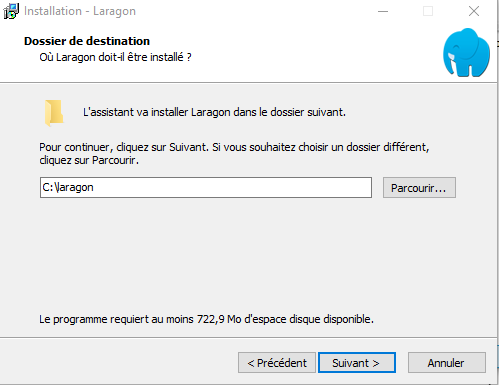 Installation - Laragon
Dossier de destination
Où Laragon doit-il être installé ?
L'assistant va installer Laragon dans le dossier suivant.
Pour continuer, cliquez sur Suivant. Si vous souhaitez choisir un dossier différent,
cliquez sur Parcourir.
C:\laragon
Parcourir...
Le programme requiert au moins 722,9 Mo d'espace disque disponible.
< Précédent
Suivant >
Annuler